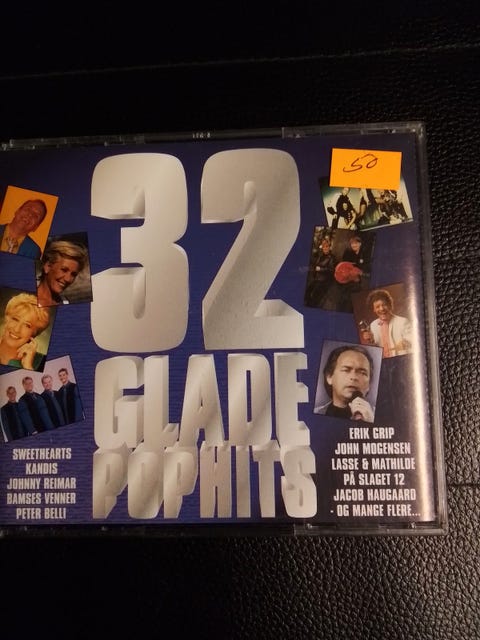 50
32
GLADE
POPHITS
SWEETHEARTS
KANDIS
JOHNNY REIMAR
BAMSES VENNER
PETER BELLI
ERIK GRIP
JOHN MOGENSEN
LASSE & MATHILDE
PÅ SLAGET 12
JACOB HAUGAARD
- OG MANGE FLERE...